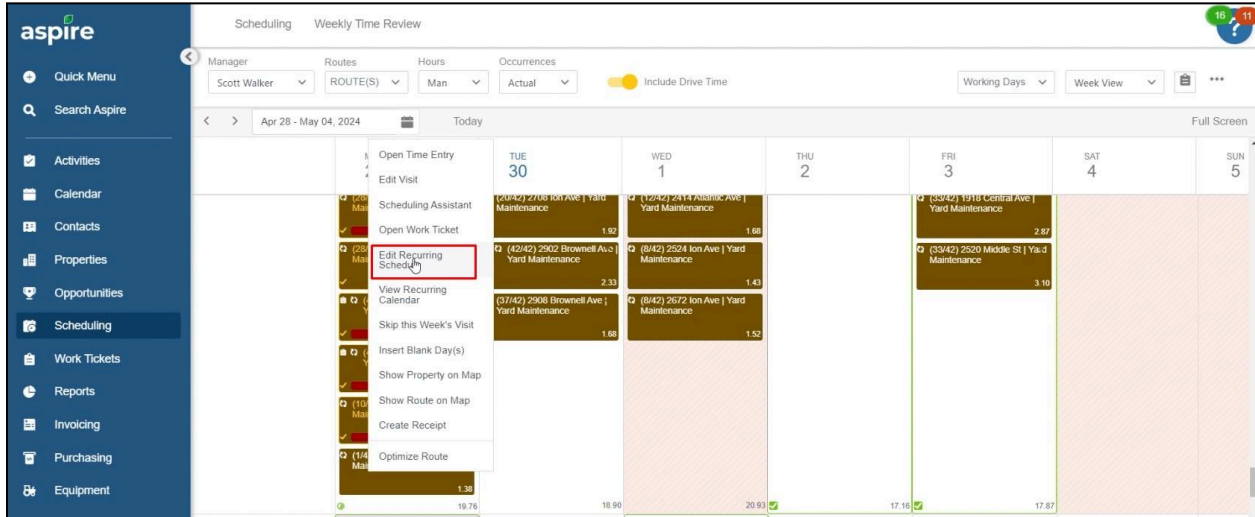 aspire
Quick Menu
Search Aspire
Activities
Calendar
Contacts
Properties
Opportunities
Scheduling
Work Tickets
Reports
Invoicing
Purchasing
Equipment
Scheduling Weekly Time Review
16 11
?
Manager Routes Hours Occurrences
Scott Walker ROUTE(S) Man Actual Include Drive Time Working Days Week View
Apr 28 - May 04, 2024 Today Full Screen
TUE WED THU FRI SAT SUN
30 1 2 3 4 5
Open Time Entry
Edit Visit
Scheduling Assistant
Open Work Ticket
Edit Recurring
Schedule
View Recurring
Calendar
Skip this Week's Visit
Insert Blank Day(s)
Show Property on Map
Show Route on Map
Create Receipt
Optimize Route
1.38
19.76
(20/42) 2708 Ion Ave | Yard
Maintenance
1.92
(42/42) 2902 Brownell Ave |
Yard Maintenance
2.33
(37/42) 2908 Brownell Ave |
Yard Maintenance
1.68
18.90
(12/42) 2414 Atlantic Ave |
Yard Maintenance
1.68
(8/42) 2524 Ion Ave | Yard
Maintenance
1.43
(8/42) 2672 Ion Ave | Yard
Maintenance
1.52
20.93
17.16
(33/42) 1918 Central Ave |
Yard Maintenance
2.87
(33/42) 2520 Middle St | Yard
Maintenance
3.10
17.87